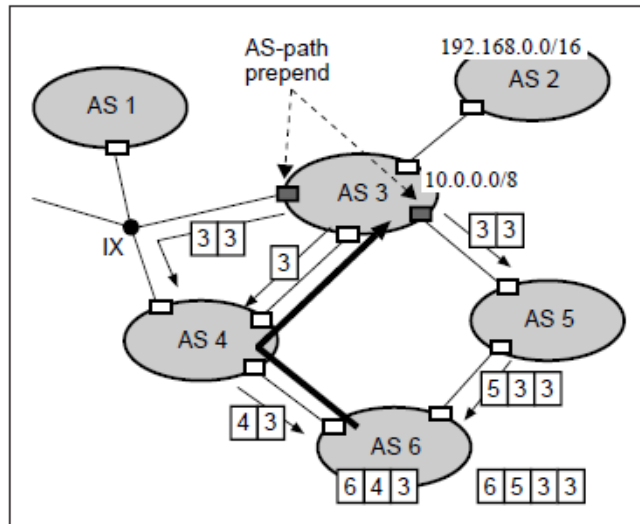 192.168.0.0/16
AS-path
prepend
AS 1
AS 2
10.0.0.0/8
AS 3
3 3
3 3
IX
3
AS 4
AS 5
5 3 3
4 3
AS 6
6 4 3
6 5 3 3